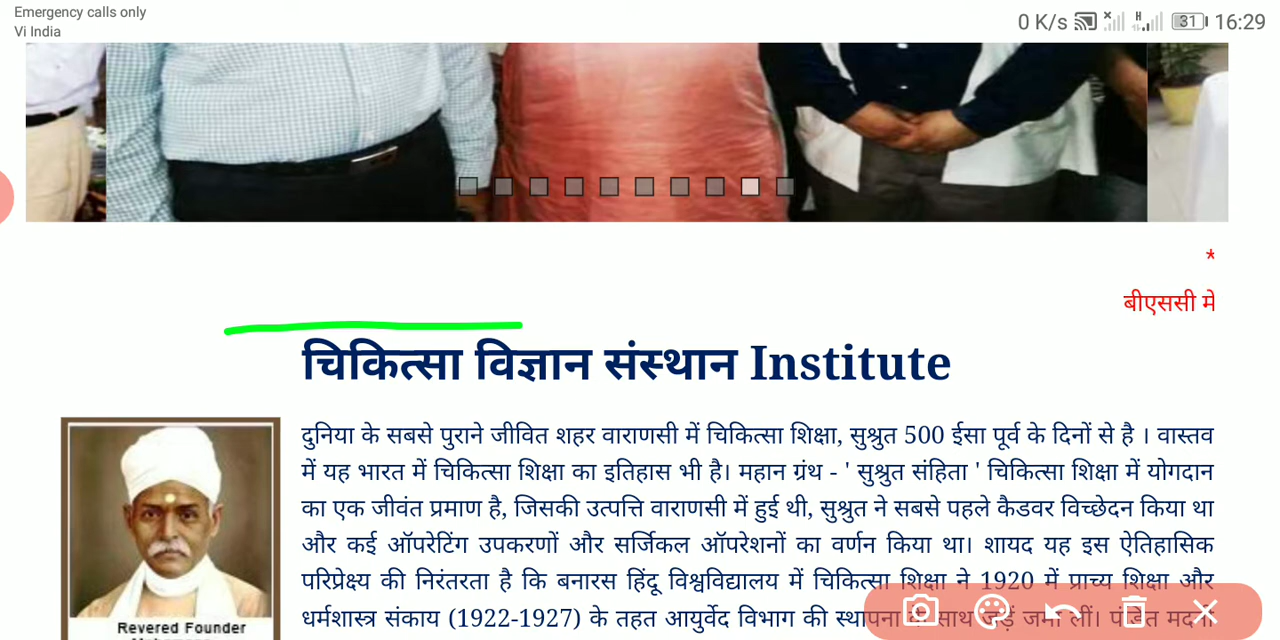 Emergency calls only
Vi India
0 K/s 31 16:29
*
बीएससी मे
चिकित्सा विज्ञान संस्थान Institute
दुनिया के सबसे पुराने जीवित शहर वाराणसी में चिकित्सा शिक्षा, सुश्रुत 500 ईसा पूर्व के दिनों से है । वास्तव
में यह भारत में चिकित्सा शिक्षा का इतिहास भी है। महान ग्रंथ - ' सुश्रुत संहिता ' चिकित्सा शिक्षा में योगदान
का एक जीवंत प्रमाण है, जिसकी उत्पत्ति वाराणसी में हुई थी, सुश्रुत ने सबसे पहले कैडवर विच्छेदन किया था
और कई ऑपरेटिंग उपकरणों और सर्जिकल ऑपरेशनों का वर्णन किया था। शायद यह इस ऐतिहासिक
परिप्रेक्ष्य की निरंतरता है कि बनारस हिंदू विश्वविद्यालय में चिकित्सा शिक्षा ने 1920 में प्राच्य शिक्षा और
धर्मशास्त्र संकाय (1922-1927) के तहत आयुर्वेद विभाग की स्थापना के साथ जड़ें जमा लीं। पंडित मदन
Revered Founder